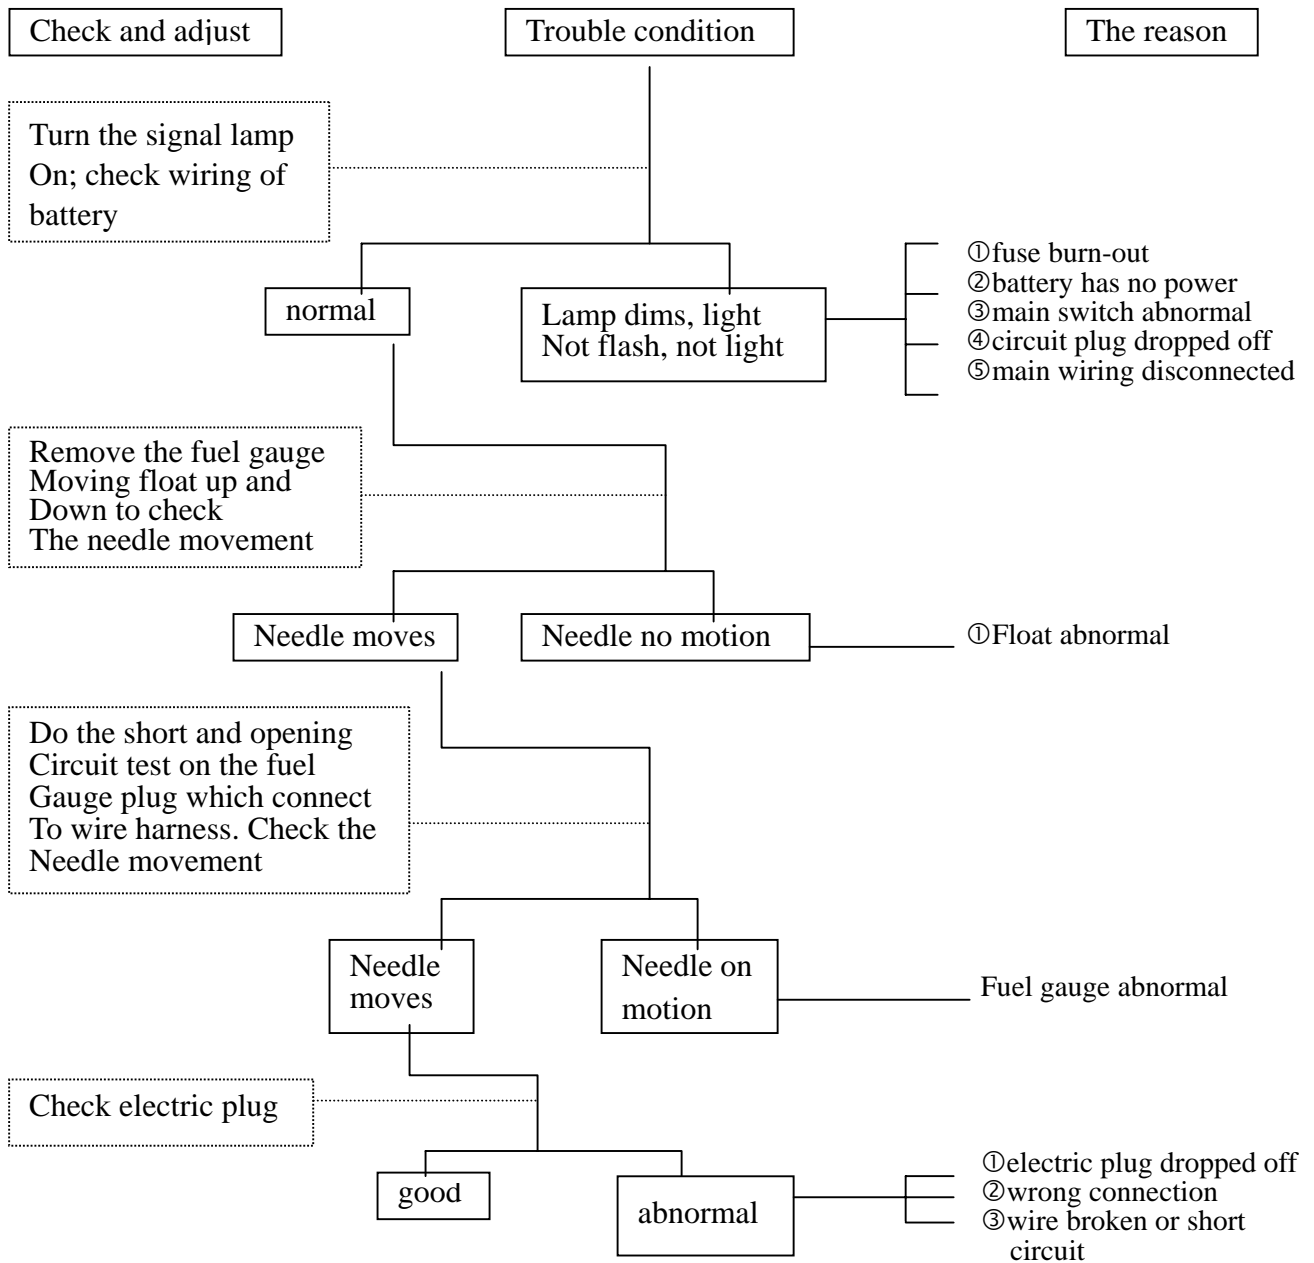 Check and adjust
Trouble condition
The reason
Turn the signal lamp
On; check wiring of
battery
normal
Lamp dims, light
Not flash, not light
①fuse burn-out
②battery has no power
③main switch abnormal
④circuit plug dropped off
⑤main wiring disconnected
Remove the fuel gauge
Moving float up and
Down to check
The needle movement
Needle moves
Needle no motion
①Float abnormal
Do the short and opening
Circuit test on the fuel
Gauge plug which connect
To wire harness. Check the
Needle movement
Needle
moves
Needle on
motion
Fuel gauge abnormal
Check electric plug
good
abnormal
①electric plug dropped off
②wrong connection
③wire broken or short
circuit